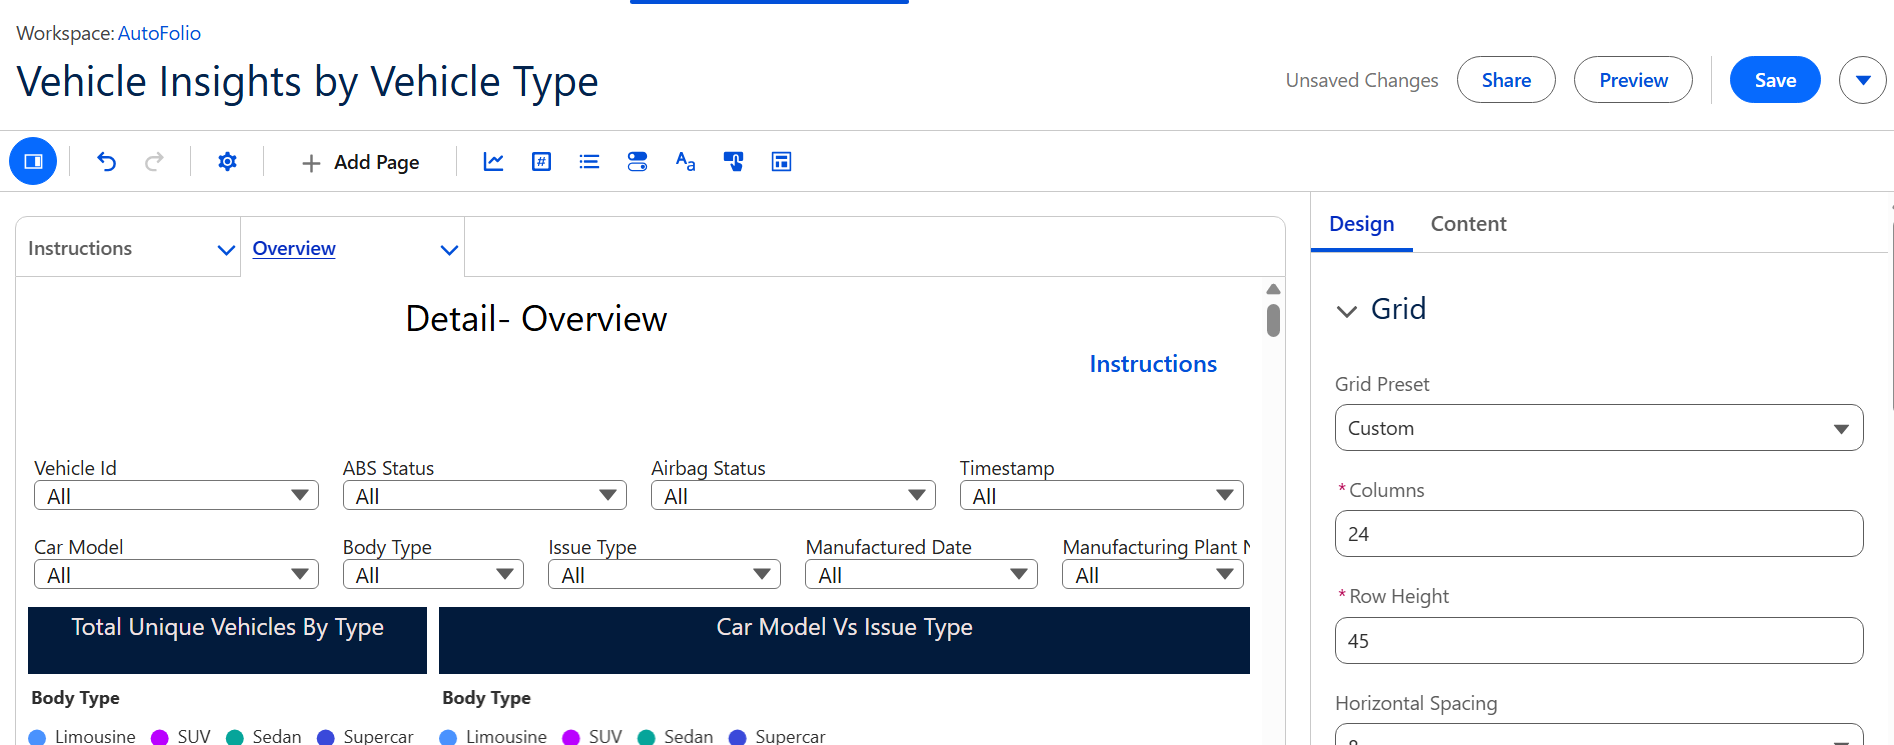 Workspace: AutoFolio
Vehicle Insights by Vehicle Type
Unsaved Changes Share Preview Save
Add Page
Instructions Overview
Design Content
Detail- Overview
Instructions
Grid
Grid Preset
Custom
Vehicle Id ABS Status Airbag Status Timestamp
All All All All
*Columns
24
Car Model Body Type Issue Type Manufactured Date Manufacturing Plant
All All All All All
*Row Height
45
Total Unique Vehicles By Type Car Model Vs Issue Type
Body Type Body Type
Horizontal Spacing
Limousine SUV Sedan Supercar Limousine SUV Sedan Supercar